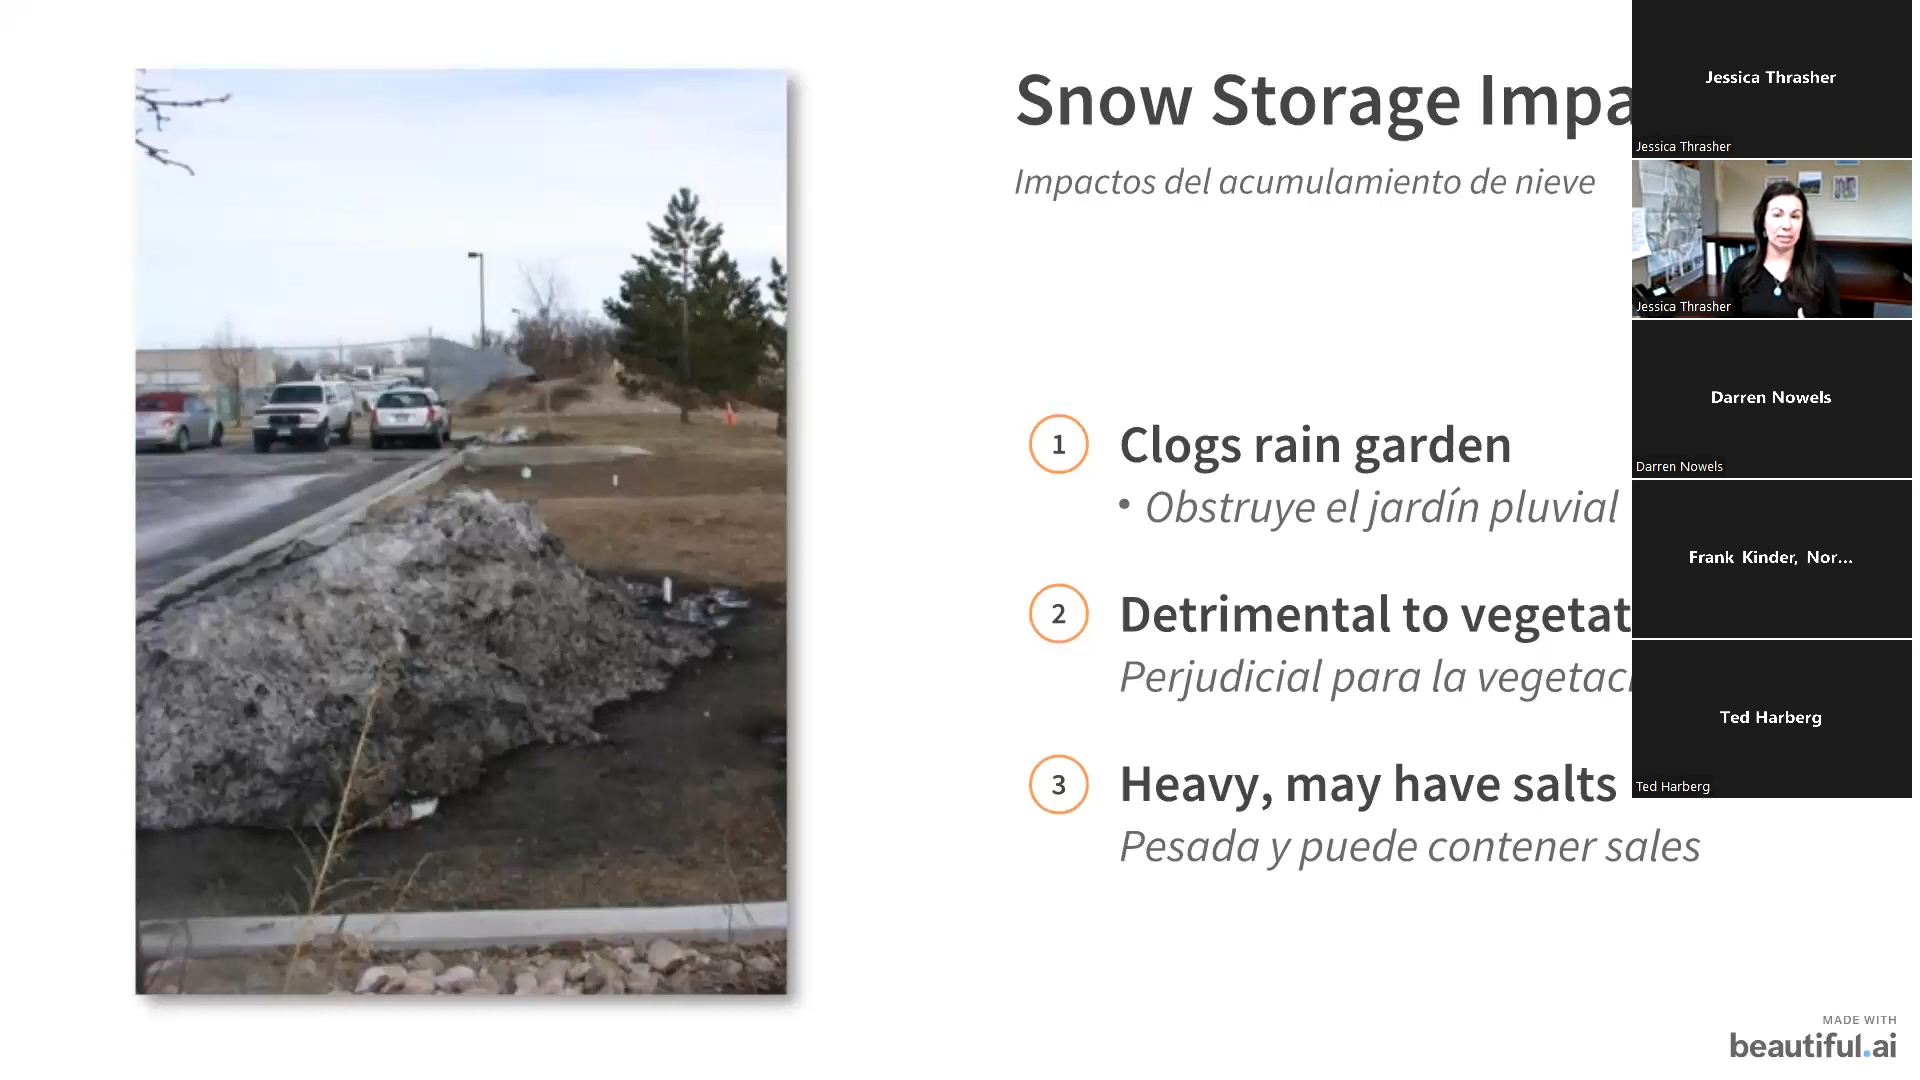 Snow Storage Impa
Impactos del acumulamiento de nieve
1 Clogs rain garden
• Obstruye el jardín pluvial
2 Detrimental to vegetat
Perjudicial para la vegetac
3 Heavy, may have salts
Pesada y puede contener sales
Jessica Thrasher
Jessica Thrasher
Jessica Thrasher
Darren Nowels
Darren Nowels
Frank Kinder, Nor...
Ted Harberg
Ted Harberg
MADE WITH
beautiful.ai